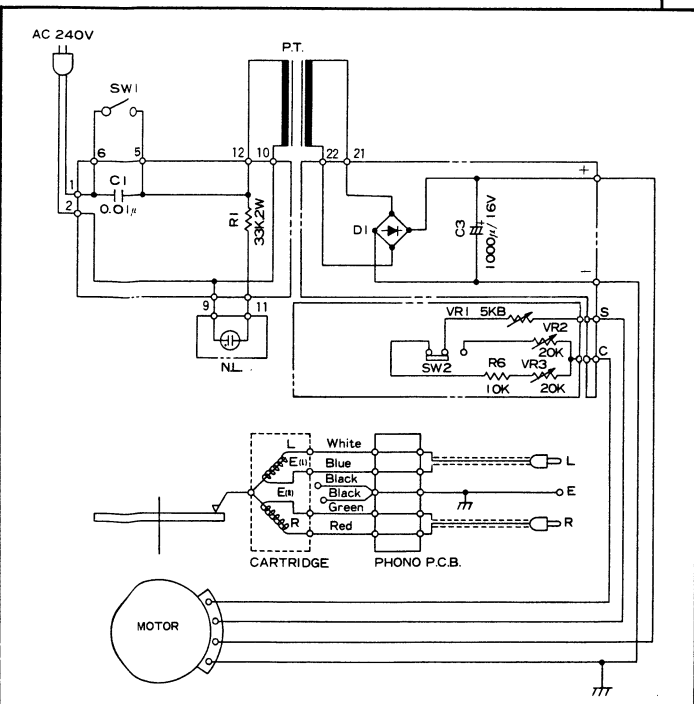 AC 240V
P.T.
SW1
6 5 12 10 22 21
1
C1
0.01μ
2
R1
33K.2W
D1
C3
1000μ/16V
+
+
−
9 11
N.L.
VR1 5KB
S
SW2
VR2
20K
C
R6
10K
VR3
20K
L
White
L
E(L)
Blue
Black
E
E(R)
Black
Green
R
R
Red
CARTRIDGE
PHONO P.C.B.
MOTOR